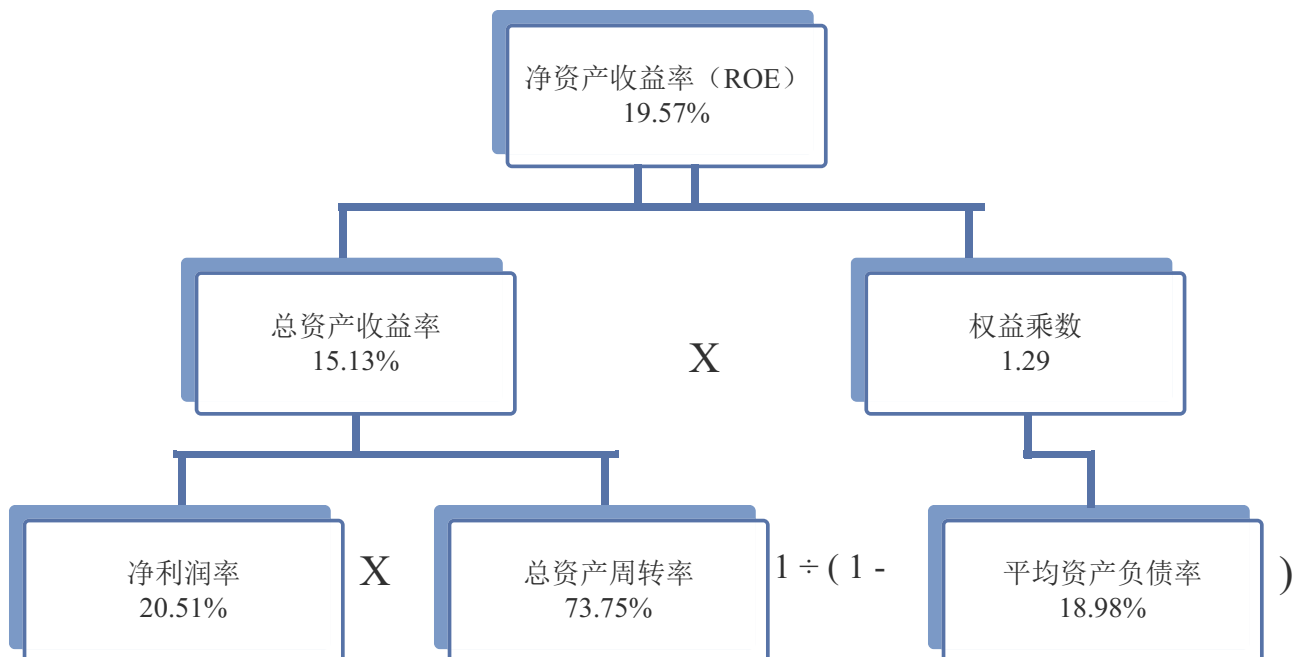 净资产收益率（ROE）
19.57%
总资产收益率
15.13%
X
权益乘数
1.29
净利润率
20.51%
X
总资产周转率
73.75%
1 ÷ ( 1 -
平均资产负债率
18.98%
)